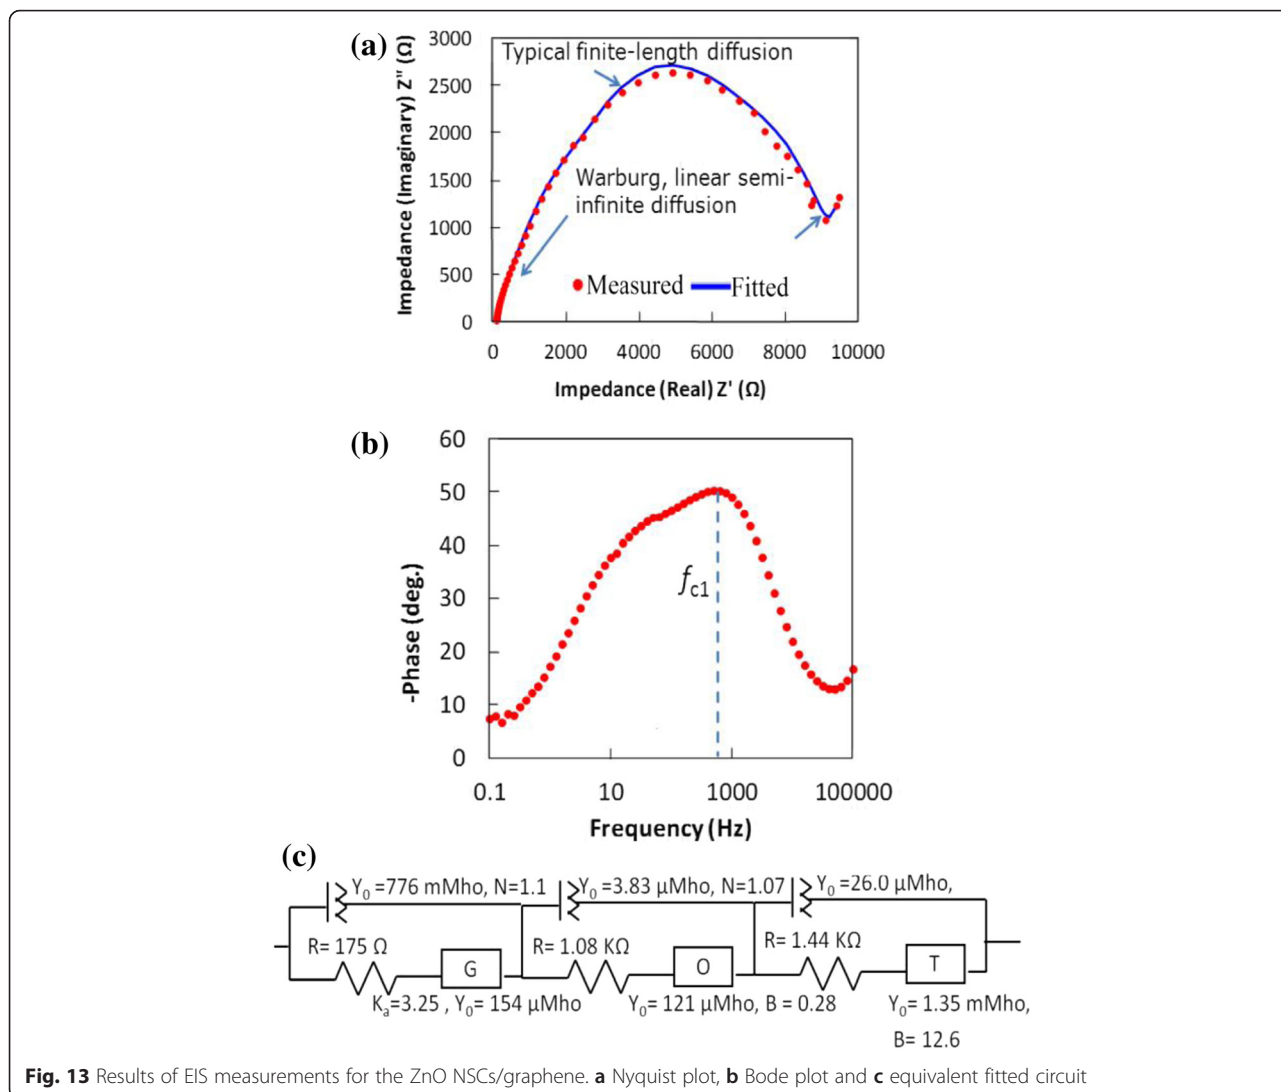 (a)
3000
2500
2000
1500
1000
500
0
Impedance (Imaginary) Z" (Ω)
Typical finite-length diffusion
Warburg, linear semi-
infinite diffusion
Measured Fitted
0 2000 4000 6000 8000 10000
Impedance (Real) Z' (Ω)
(b)
60
50
40
30
20
10
0
-Phase (deg.)
fc1
0.1 10 1000 100000
Frequency (Hz)
(c)
Y0 =776 mMho, N=1.1 Y0 =3.83 µMho, N=1.07 Y0 =26.0 µMho,
R= 175 Ω R= 1.08 KΩ R= 1.44 KΩ
G O T
Ka=3.25 , Y0= 154 µMho Y0= 121 µMho, B = 0.28 Y0= 1.35 mMho,
B= 12.6
Fig. 13 Results of EIS measurements for the ZnO NSCs/graphene. a Nyquist plot, b Bode plot and c equivalent fitted circuit